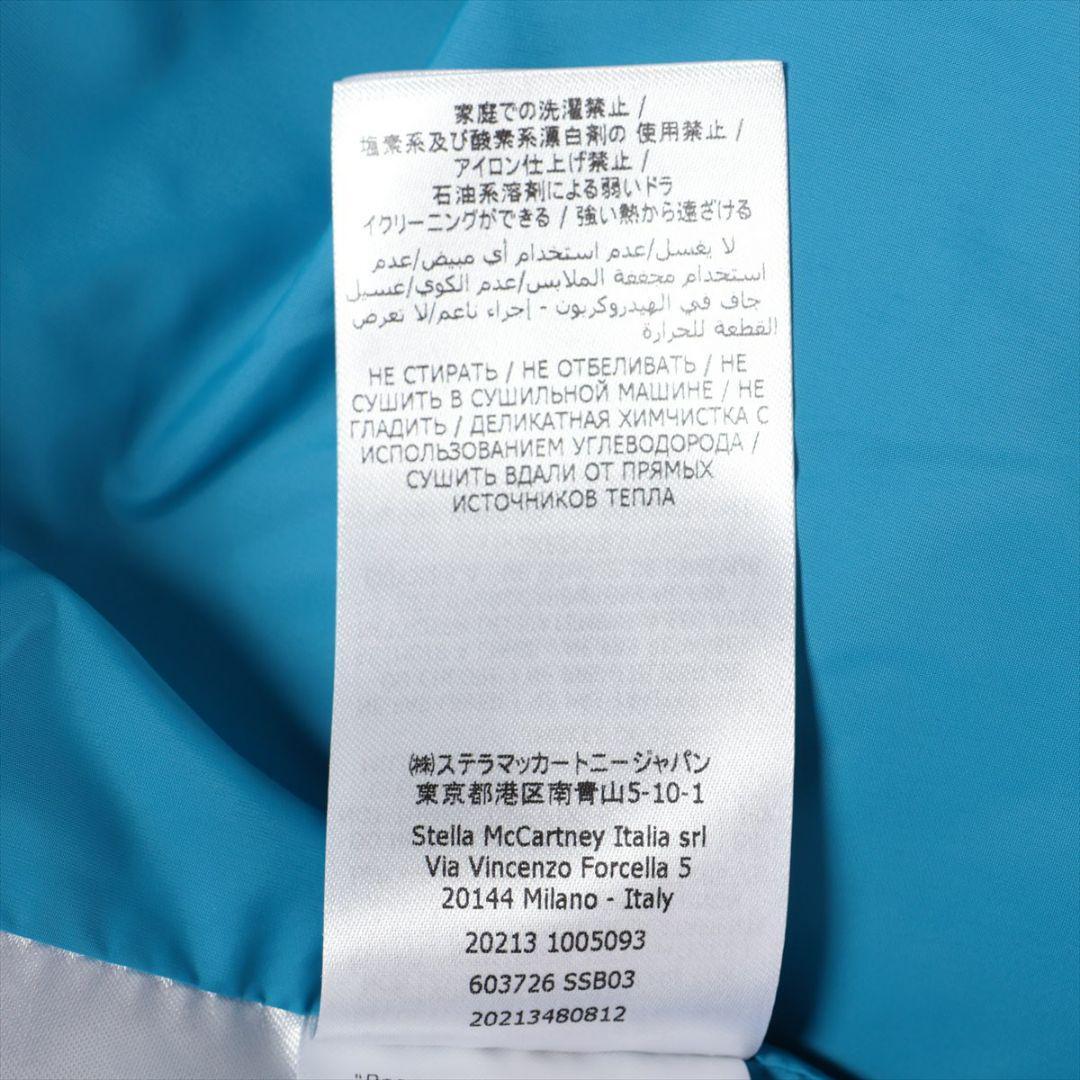 家庭での洗濯禁止 /
塩素系及び酸素系漂白剤の 使用禁止 /
アイロン仕上げ禁止 /
石油系溶剤による弱いドラ
イクリーニングができる / 強い熱から遠ざける
لا يغسل/عدم استخدام أي مبيض/عدم
استخدام مجففة الملابس/عدم الكوي/غسيل
جاف في الهيدروكربون - إجراء ناعم/لا تعرض
القطعة للحرارة
НЕ СТИРАТЬ / НЕ ОТБЕЛИВАТЬ / НЕ
СУШИТЬ В СУШИЛЬНОЙ МАШИНЕ / НЕ
ГЛАДИТЬ / ДЕЛИКАТНАЯ ХИМЧИСТКА С
ИСПОЛЬЗОВАНИЕМ УГЛЕВОДОРОДА /
СУШИТЬ ВДАЛИ ОТ ПРЯМЫХ
ИСТОЧНИКОВ ТЕПЛА
㈱ステラマッカートニージャパン
東京都港区南青山5-10-1
Stella McCartney Italia srl
Via Vincenzo Forcella 5
20144 Milano - Italy
20213 1005093
603726 SSB03
20213480812